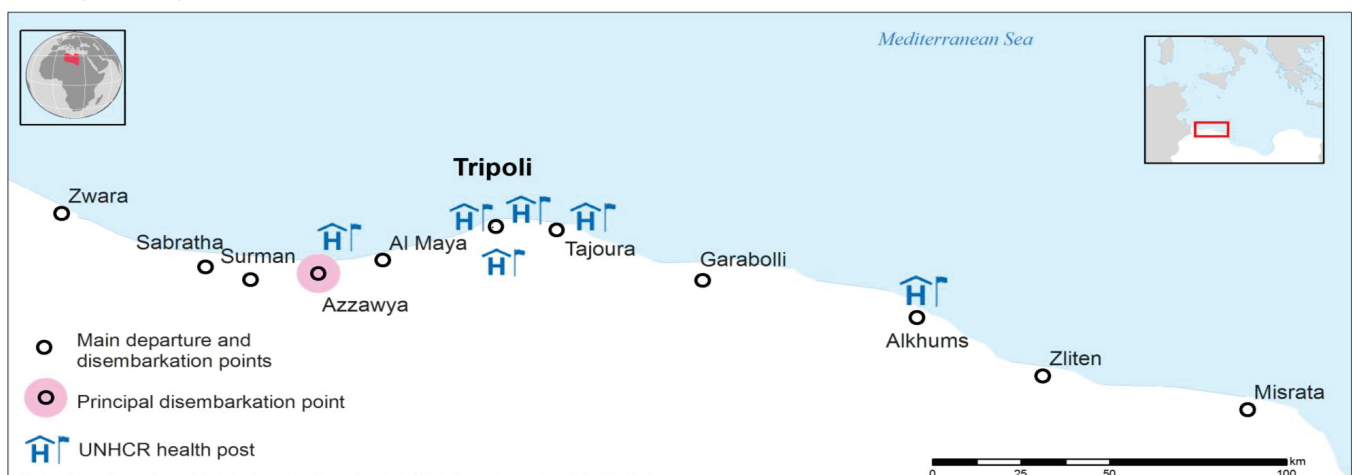 Mediterranean Sea
Tripoli
Zwara
Sabratha
Surman
Al Maya
Tajoura
Garabolli
Azzawya
Alkhums
Zliten
Misrata
Main departure and
disembarkation points
Principal disembarkation point
UNHCR health post
km
0 25 50 100